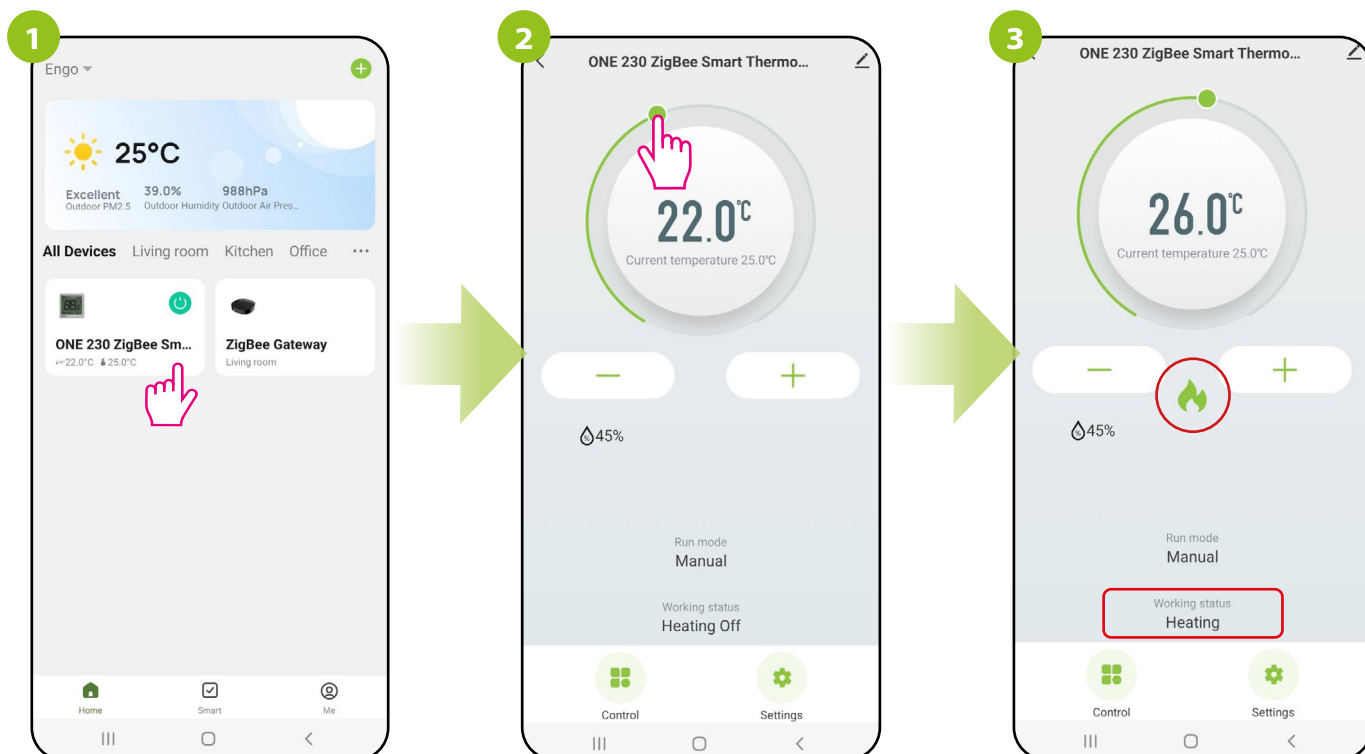 1
Engo
25°C
Excellent
Outdoor PM2.5
39.0%
Outdoor Humidity
988hPa
Outdoor Air Pres...
All Devices Living room Kitchen Office ...
ONE 230 ZigBee Sm...
22.0°C 25.0°C
ZigBee Gateway
Living room
Home Smart Me
2
ONE 230 ZigBee Smart Thermo...
22.0°C
Current temperature 25.0°C
45%
Run mode
Manual
Working status
Heating Off
Control Settings
3
ONE 230 ZigBee Smart Thermo...
26.0°C
Current temperature 25.0°C
45%
Run mode
Manual
Working status
Heating
Control Settings